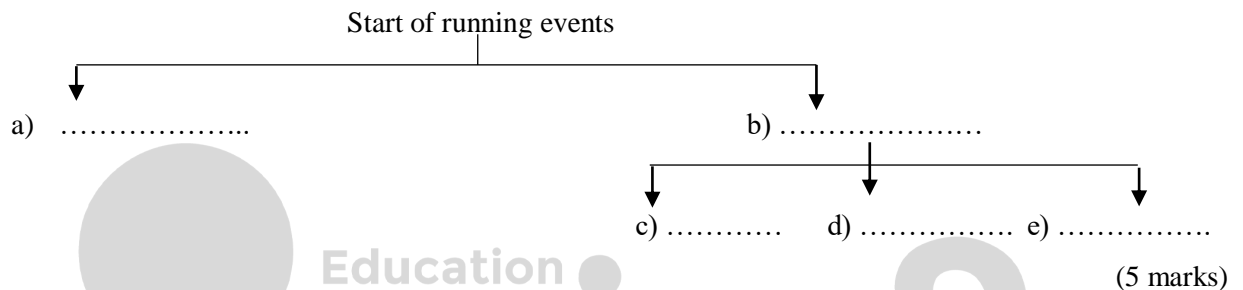 Start of running events
a) ………………..
b) …………………
c) …………
d) …………….
e) …………….
Education
(5 marks)